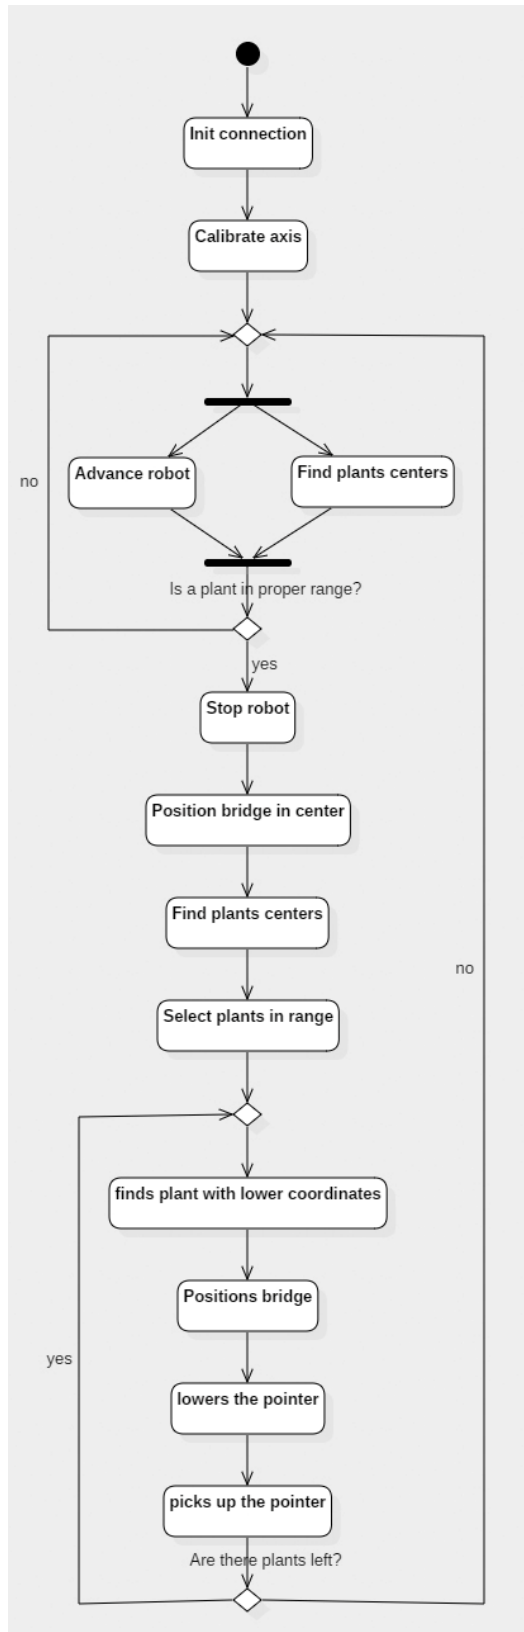 Init connection
Calibrate axis
no
Advance robot
Find plants centers
Is a plant in proper range?
yes
Stop robot
Position bridge in center
Find plants centers
no
Select plants in range
finds plant with lower coordinates
Positions bridge
yes
lowers the pointer
picks up the pointer
Are there plants left?